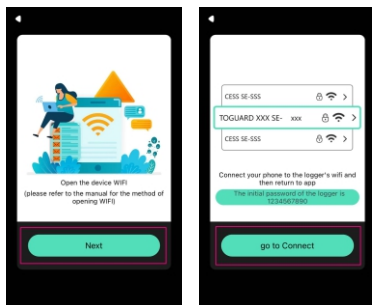 Open the device WIFI
(please refer to the manual for the method of
opening WIFI)
Next
CESS SE-SSS
TOGUARD XXX SE- xxx
CESS SE-SSS
Connect your phone to the logger's wifi and
then return to app
The initial password of the logger is
1234567890
go to Connect